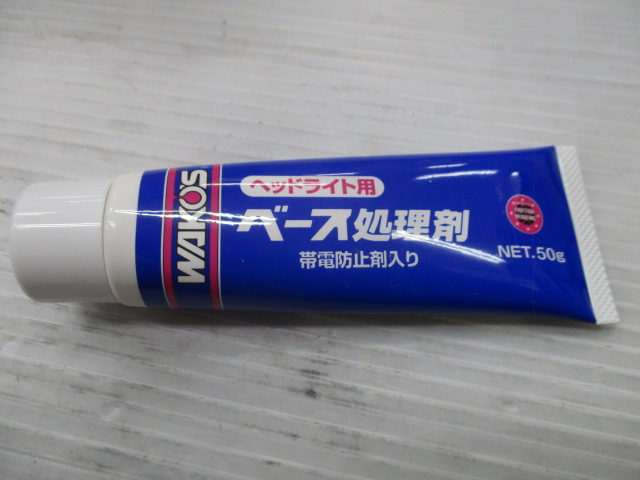 WAKO'S
ヘッドライト用
ベース処理剤
帯電防止剤入り
NET.50g